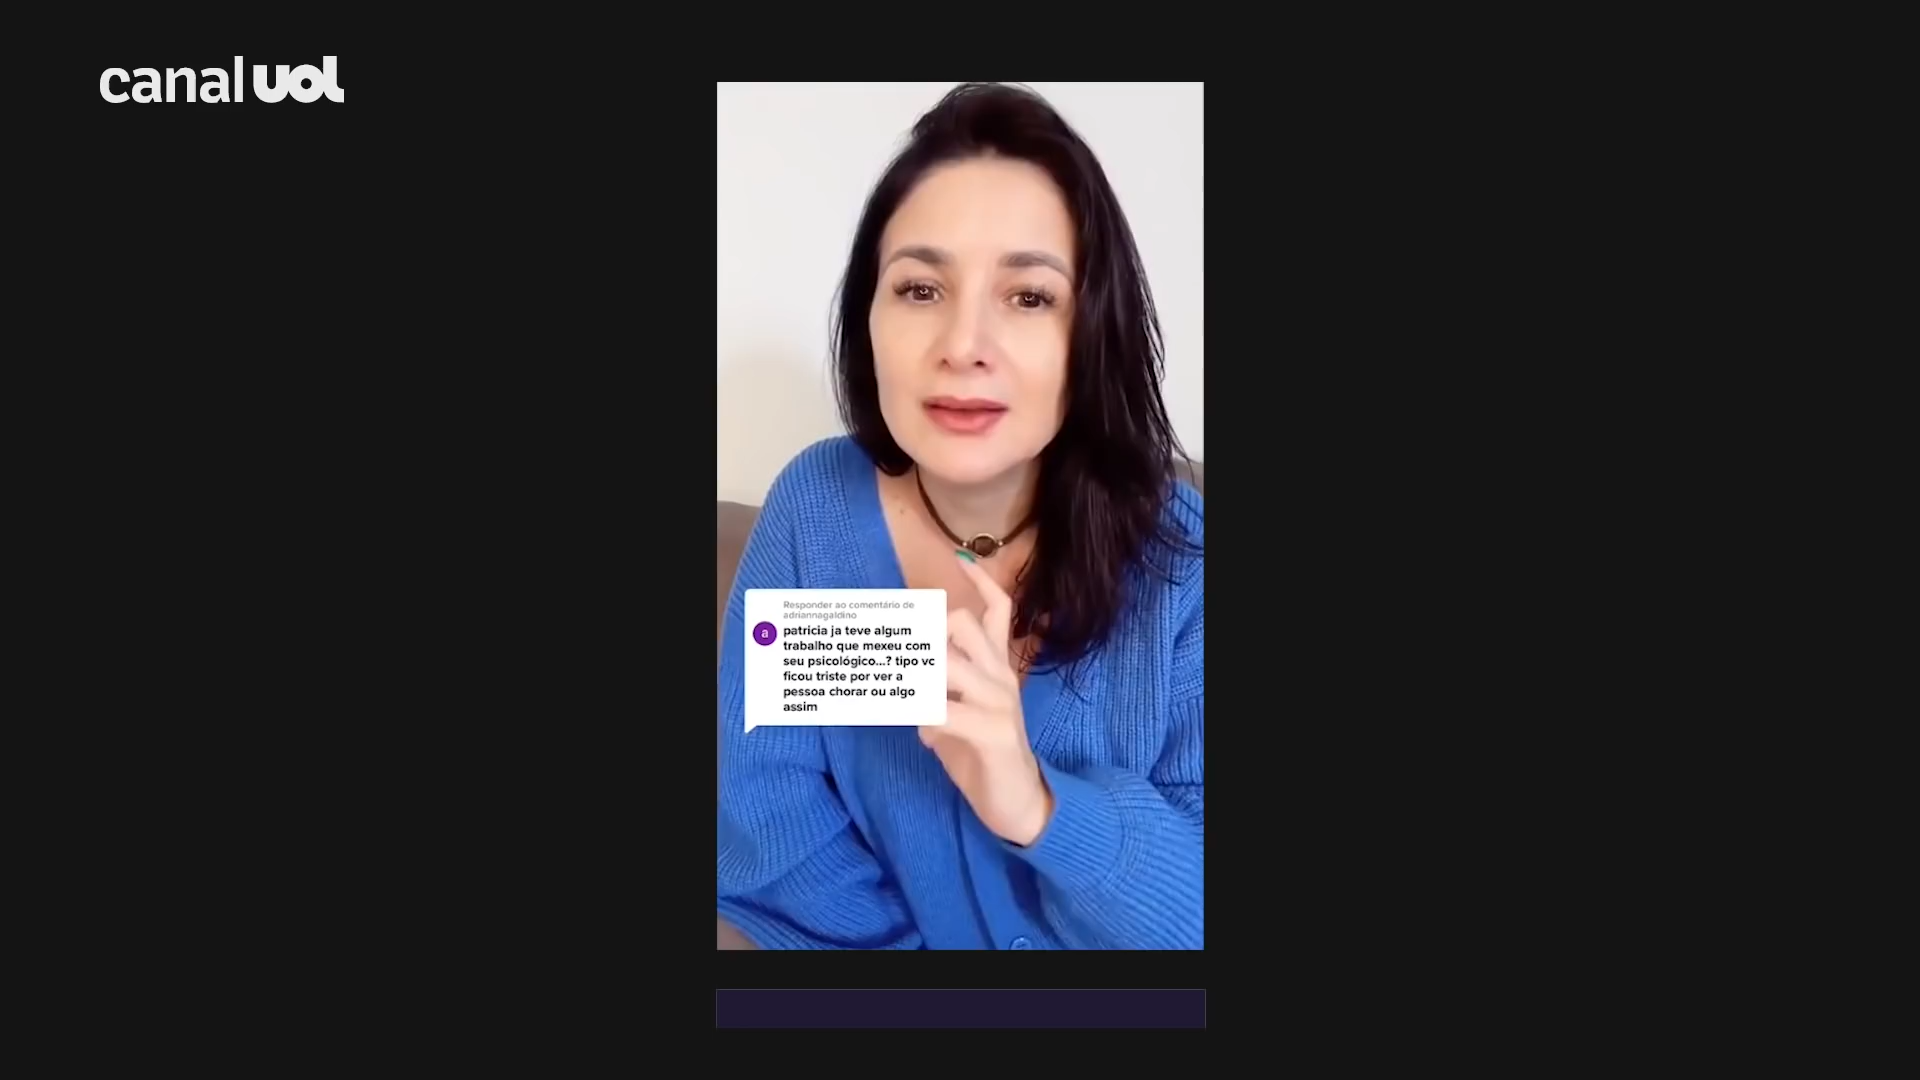 canal uol
Responder ao comentário de
adriannagaldino
a
patricia ja teve algum
trabalho que mexeu com
seu psicológico...? tipo vc
ficou triste por ver a
pessoa chorar ou algo
assim